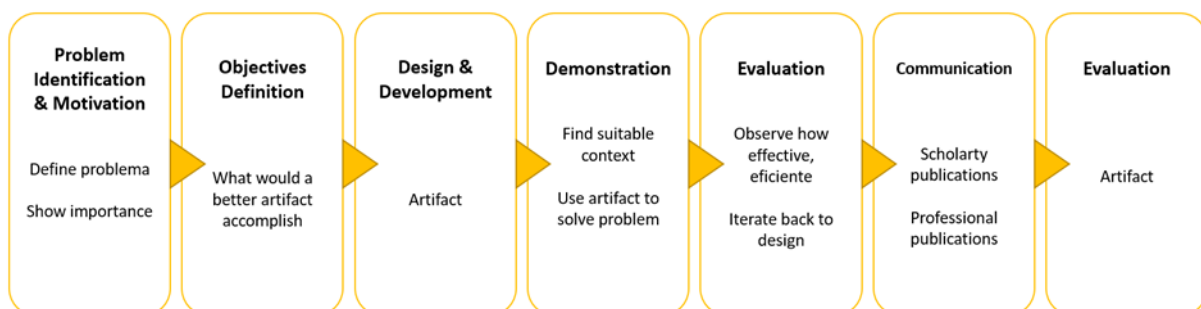 Problem
Identification
& Motivation
Define problema
Show importance
Objectives
Definition
What would a
better artifact
accomplish
Design &
Development
Artifact
Demonstration
Find suitable
context
Use artifact to
solve problem
Evaluation
Observe how
effective,
eficiente
Iterate back to
design
Communication
Scholarty
publications
Professional
publications
Evaluation
Artifact